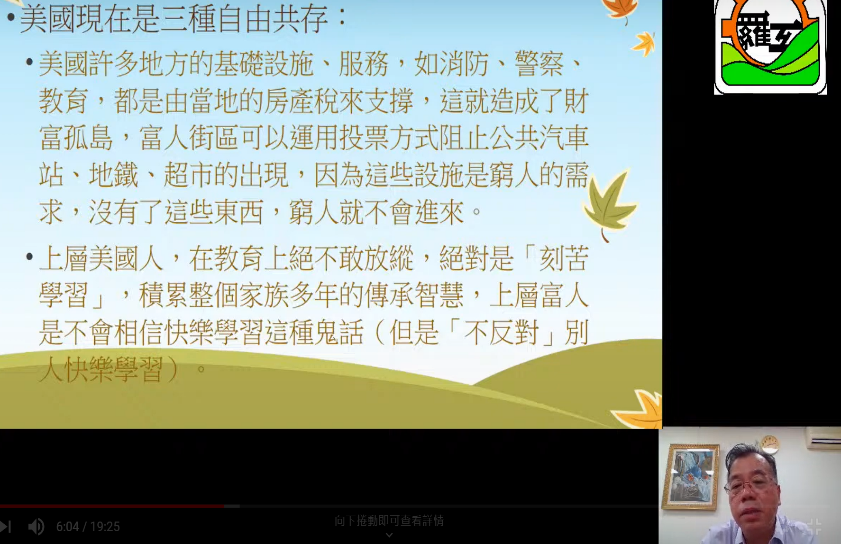 •美國現在是三種自由共存：
•美國許多地方的基礎設施、服務，如消防、警察、
教育，都是由當地的房產稅來支撐，這就造成了財
富孤島，富人街區可以運用投票方式阻止公共汽車
站、地鐵、超市的出現，因為這些設施是窮人的需
求，沒有了這些東西，窮人就不會進來。
•上層美國人，在教育上絕不敢放縱，絕對是「刻苦
學習」，積累整個家族多年的傳承智慧，上層富人
是不會相信快樂學習這種鬼話（但是「不反對」別
人快樂學習）。
羅玄
6:04 / 19:25
向下捲動即可查看詳情